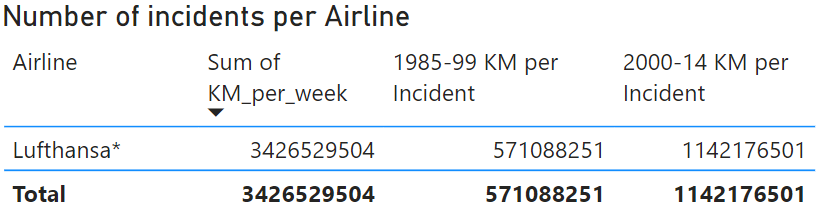 Number of incidents per Airline
Airline Sum of KM_per_week 1985-99 KM per Incident 2000-14 KM per Incident
Lufthansa* 3426529504 571088251 1142176501
Total 3426529504 571088251 1142176501